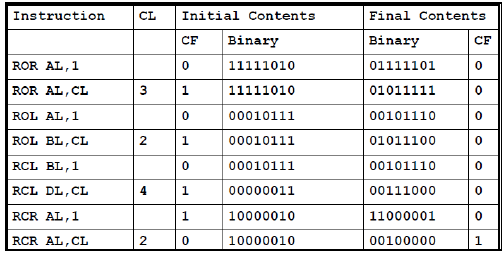 Instruction CL Initial Contents Final Contents
CF Binary Binary CF
ROR AL,1 0 11111010 01111101 0
ROR AL,CL 3 1 11111010 01011111 0
ROL AL,1 0 00010111 00101110 0
ROL BL,CL 2 1 00010111 01011100 0
RCL BL,1 0 00010111 00101110 0
RCL DL,CL 4 1 00000011 00111000 0
RCR AL,1 1 10000010 11000001 0
RCR AL,CL 2 0 10000010 00100000 1